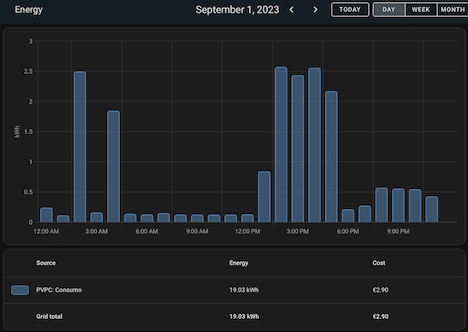 Energy
September 1, 2023
TODAY
DAY
WEEK
MONTH
3
2.5
2
1.5
1
0.5
0
kWh
12:00 AM
3:00 AM
6:00 AM
9:00 AM
12:00 PM
3:00 PM
6:00 PM
9:00 PM
Source Energy Cost
PVPC: Consumo 19.03 kWh €2.90
Grid total 19.03 kWh €2.90